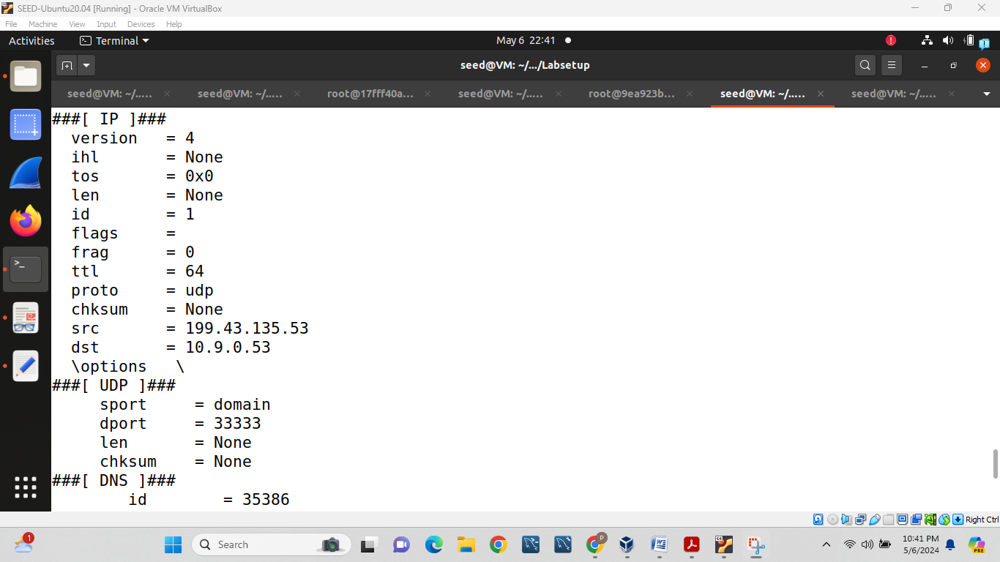 SEED-Ubuntu20.04 [Running] - Oracle VM VirtualBox
File Machine View Input Devices Help
Activities Terminal May 6 22:41
seed@VM: ~/.../Labsetup
seed@VM: ~/..... seed@VM: ~/..... root@17fff40a... seed@VM: ~/..... root@9ea923b... seed@VM: ~/..... seed@VM: ~/.....
###[ IP ]###
version = 4
ihl = None
tos = 0x0
len = None
id = 1
flags =
frag = 0
ttl = 64
proto = udp
chksum = None
src = 199.43.135.53
dst = 10.9.0.53
\options \
###[ UDP ]###
sport = domain
dport = 33333
len = None
chksum = None
###[ DNS ]###
id = 35386
Right Ctrl
1
Search
P
64
PRE
10:41 PM
5/6/2024